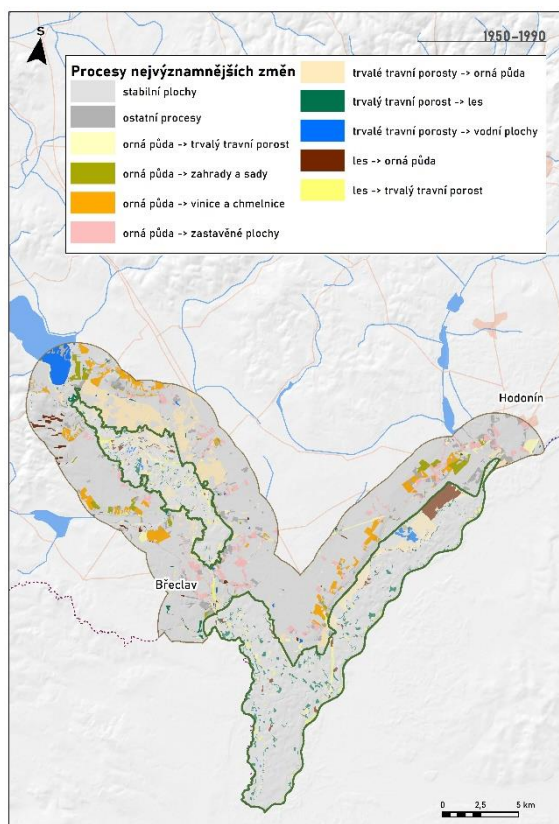 1950–1990
S
Procesy nejvýznamnějších změn
stabilní plochy
ostatní procesy
orná půda -> trvalý travní porost
orná půda -> zahrady a sady
orná půda -> vinice a chmelnice
orná půda -> zastavěné plochy
trvalé travní porosty -> orná půda
trvalý travní porost -> les
trvalé travní porosty -> vodní plochy
les -> orná půda
les -> trvalý travní porost
Hodonín
Břeclav
0 2,5 5 km